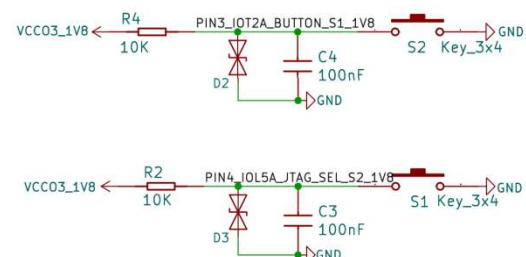 R4
PIN3_IOT2A_BUTTON_S1_1V8
VCCO3_1V8
GND
10K
C4
S2 Key_3x4
100nF
D2
GND
R2
PIN4_IOL5A_JTAG_SEL_S2_1V8
VCCO3_1V8
GND
10K
C3
S1 Key_3x4
100nF
D3
GND